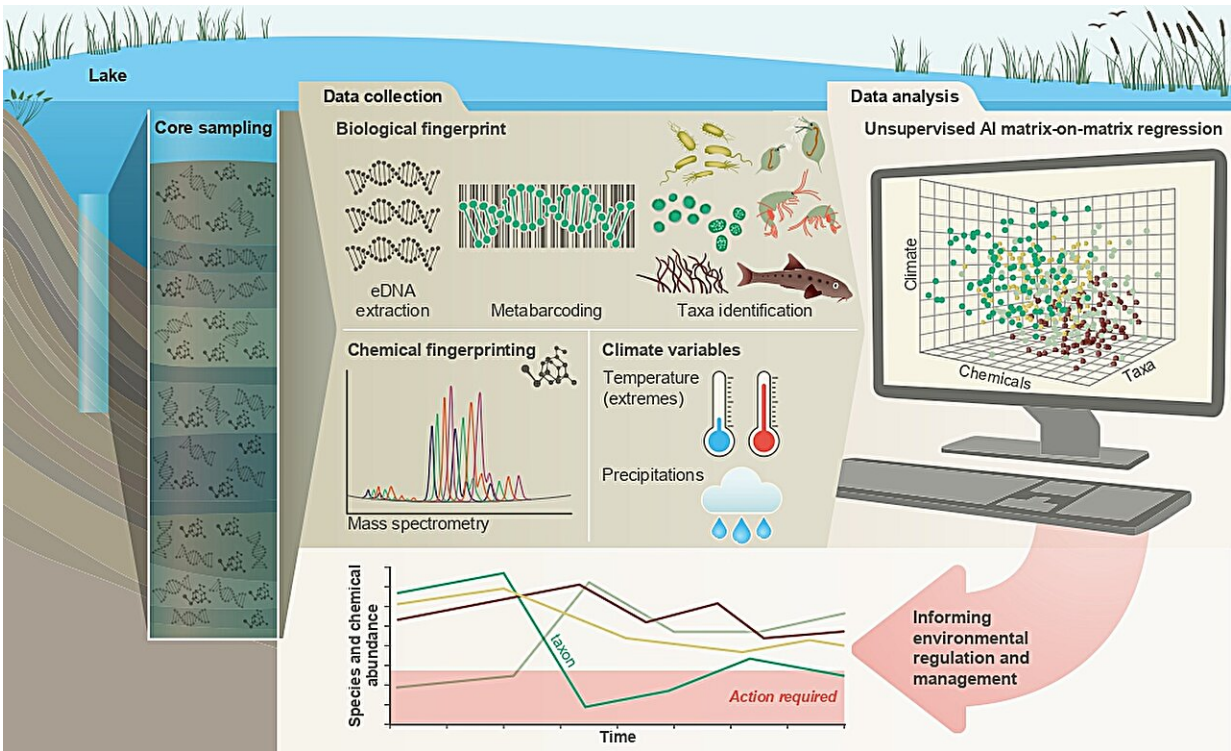 Lake
Core sampling
Data collection
Biological fingerprint
eDNA
extraction
Metabarcoding
Taxa identification
Chemical fingerprinting
Mass spectrometry
Climate variables
Temperature
(extremes)
Precipitations
Data analysis
Unsupervised AI matrix-on-matrix regression
Climate
Chemicals
Taxa
Informing
environmental
regulation and
management
Species and chemical
abundance
taxon
Action required
Time